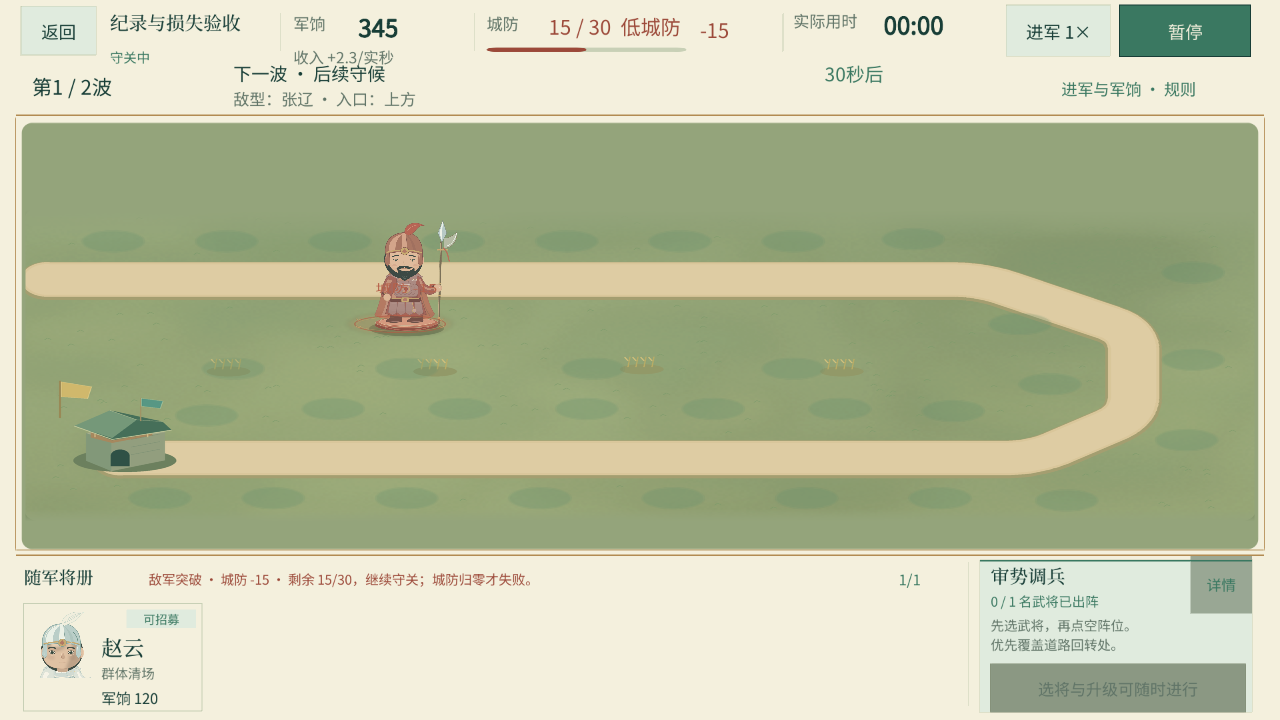 返回
纪录与损失验收
守关中
军饷 345
收入 +2.3/实秒
城防 15 / 30 低城防 -15
实际用时 00:00
进军 1×
暂停
第1 / 2波
下一波 · 后续守候
敌型：张辽 · 入口：上方
30秒后
进军与军饷 · 规则
随军将册
敌军突破 · 城防 -15 · 剩余 15/30，继续守关；城防归零才失败。
1/1
可招募
赵云
群体清场
军饷 120
审势调兵
详情
0 / 1 名武将已出阵
先选武将，再点空阵位。
优先覆盖道路回转处。
选将与升级可随时进行